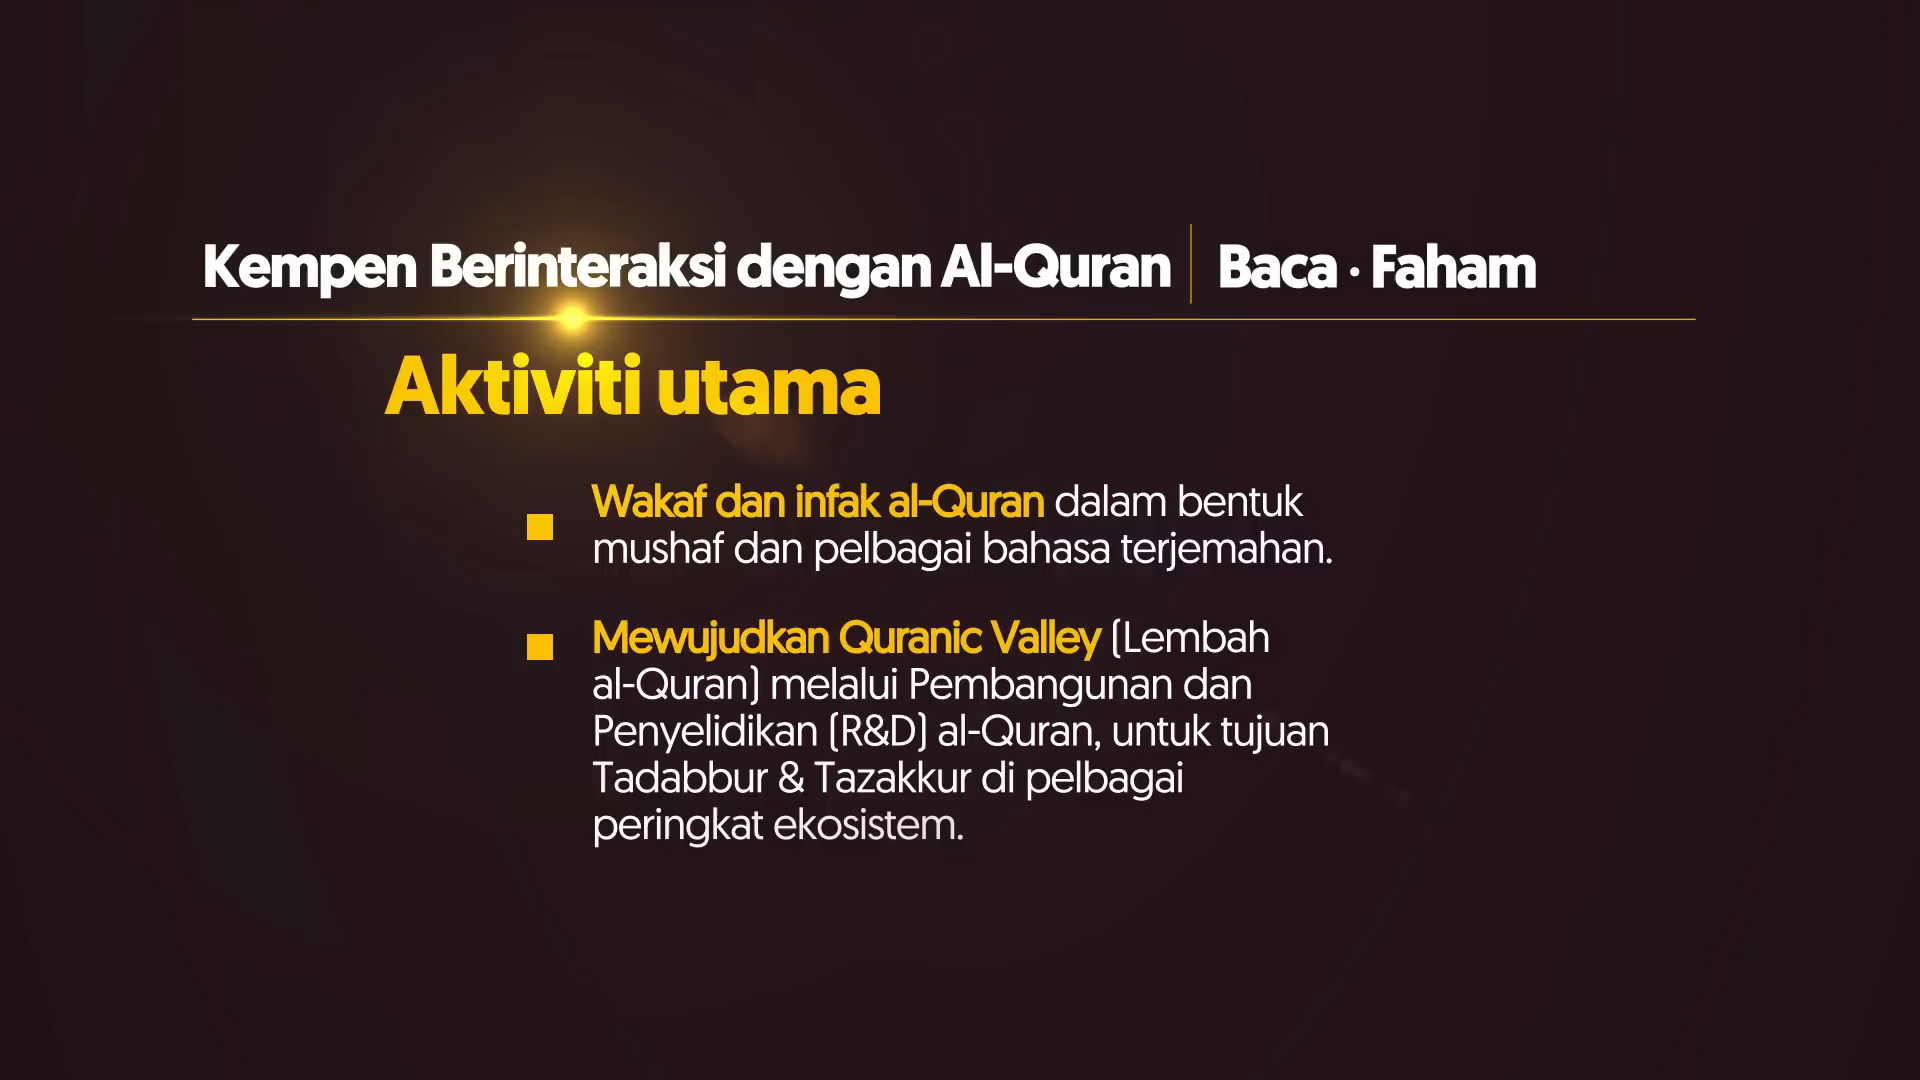 Kempen Berinteraksi dengan Al-Quran | Baca · Faham
Aktiviti utama
Wakaf dan infak al-Quran dalam bentuk
mushaf dan pelbagai bahasa terjemahan.
Mewujudkan Quranic Valley (Lembah
al-Quran) melalui Pembangunan dan
Penyelidikan (R&D) al-Quran, untuk tujuan
Tadabbur & Tazakkur di pelbagai
peringkat ekosistem.